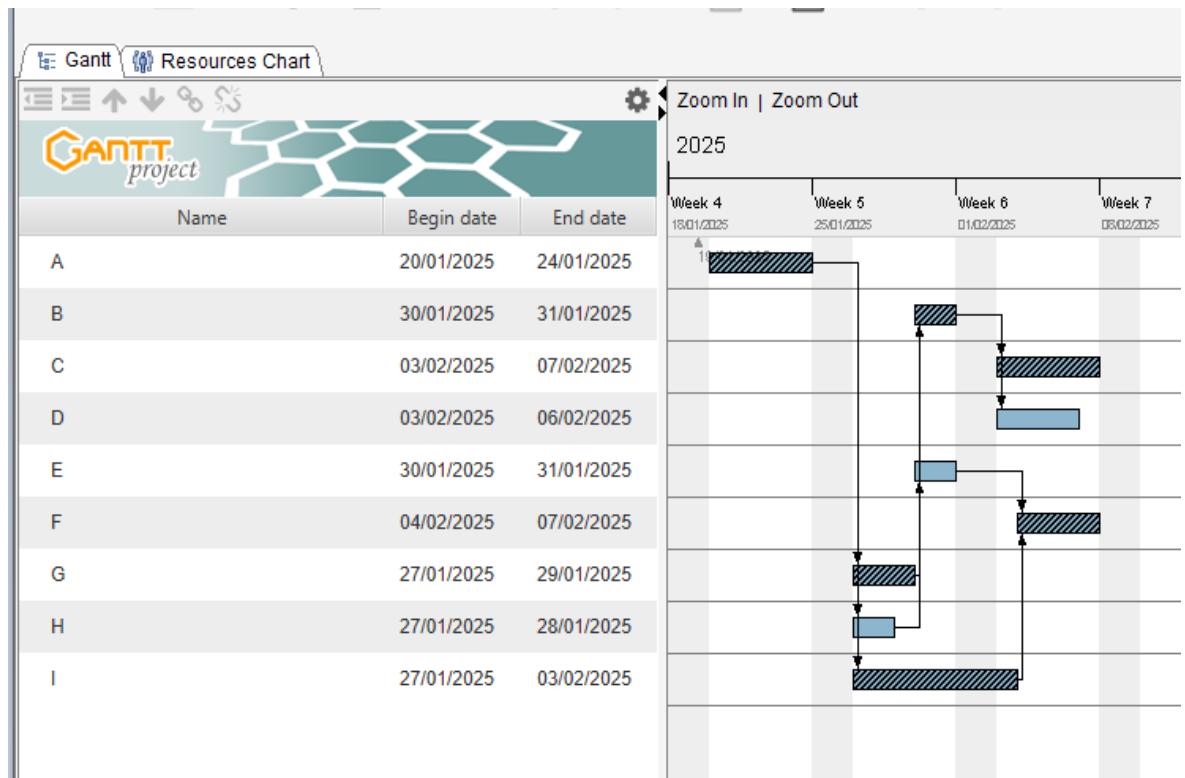 Gantt
Resources Chart
Zoom In | Zoom Out
GANTT
project
2025
Name Begin date End date
Week 4 Week 5 Week 6 Week 7
18/01/2025 25/01/2025 01/02/2025 08/02/2025
A 20/01/2025 24/01/2025
B 30/01/2025 31/01/2025
C 03/02/2025 07/02/2025
D 03/02/2025 06/02/2025
E 30/01/2025 31/01/2025
F 04/02/2025 07/02/2025
G 27/01/2025 29/01/2025
H 27/01/2025 28/01/2025
I 27/01/2025 03/02/2025